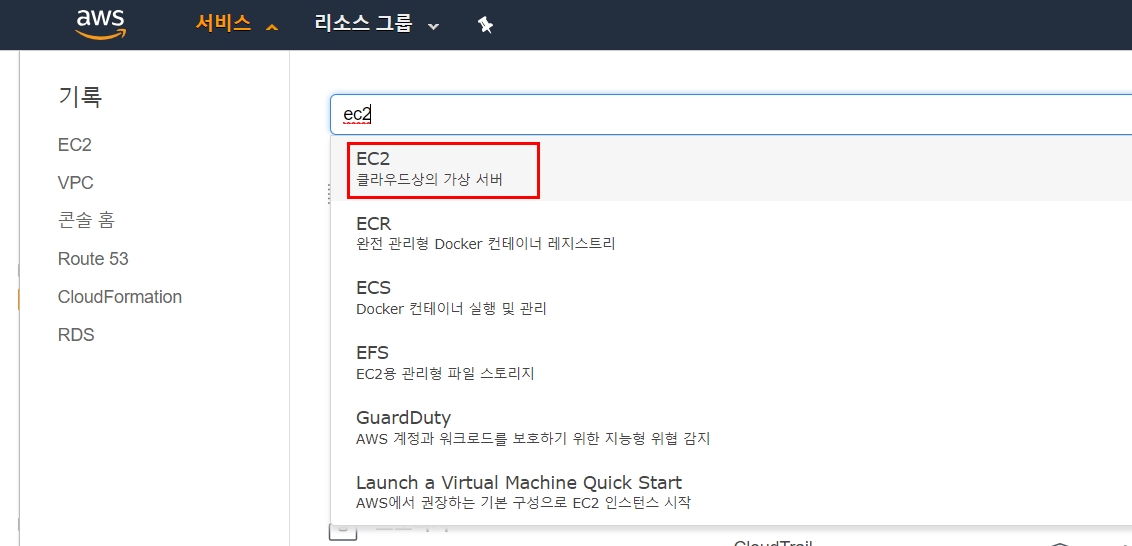 aws
서비스
리소스 그룹
기록
EC2
VPC
콘솔 홈
Route 53
CloudFormation
RDS
ec2
EC2
클라우드상의 가상 서버
ECR
완전 관리형 Docker 컨테이너 레지스트리
ECS
Docker 컨테이너 실행 및 관리
EFS
EC2용 관리형 파일 스토리지
GuardDuty
AWS 계정과 워크로드를 보호하기 위한 지능형 위협 감지
Launch a Virtual Machine Quick Start
AWS에서 권장하는 기본 구성으로 EC2 인스턴스 시작
CloudTrail